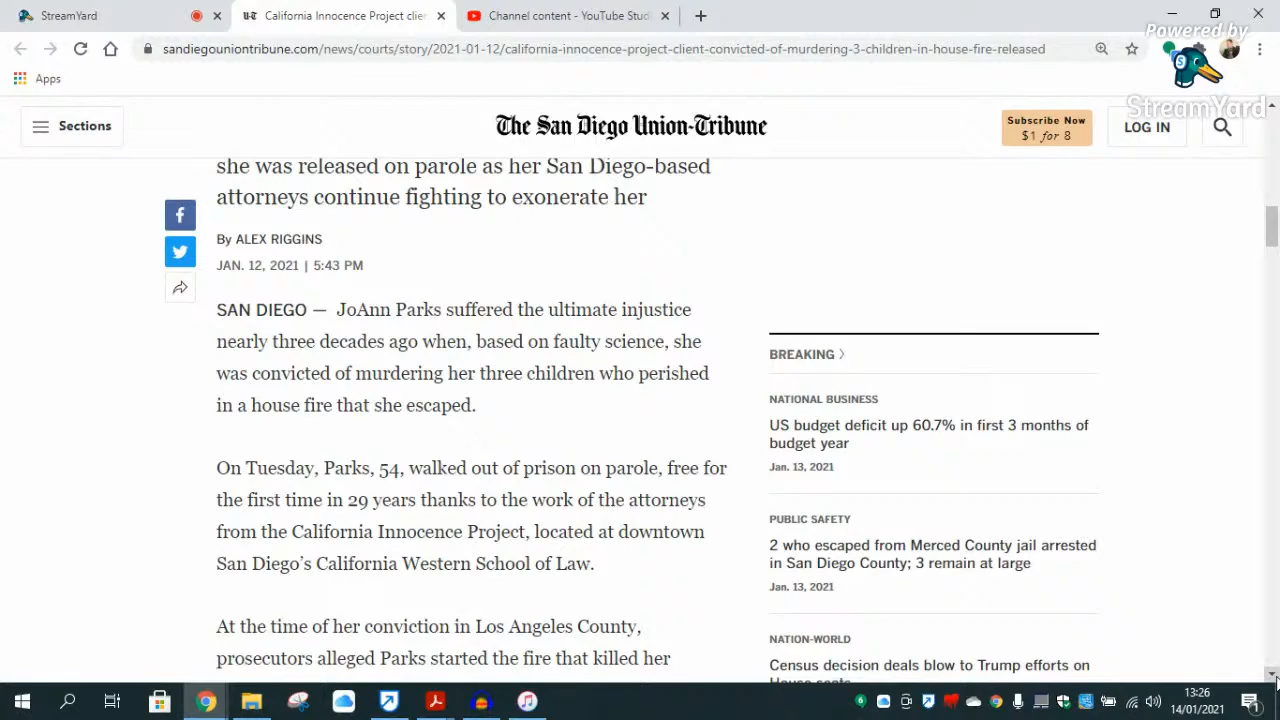 StreamYard
California Innocence Project clie
Channel content - YouTube Stud
sandiegouniontribune.com/news/courts/story/2021-01-12/california-innocence-project-client-convicted-of-murdering-3-children-in-house-fire-released
Powered by
StreamYard
Apps
Sections
The San Diego Union-Tribune
Subscribe Now
$1 for 8
LOG IN
she was released on parole as her San Diego-based
attorneys continue fighting to exonerate her
By ALEX RIGGINS
JAN. 12, 2021 | 5:43 PM
SAN DIEGO — JoAnn Parks suffered the ultimate injustice
nearly three decades ago when, based on faulty science, she
was convicted of murdering her three children who perished
in a house fire that she escaped.
On Tuesday, Parks, 54, walked out of prison on parole, free for
the first time in 29 years thanks to the work of the attorneys
from the California Innocence Project, located at downtown
San Diego's California Western School of Law.
At the time of her conviction in Los Angeles County,
prosecutors alleged Parks started the fire that killed her
BREAKING
NATIONAL BUSINESS
US budget deficit up 60.7% in first 3 months of
budget year
Jan. 13, 2021
PUBLIC SAFETY
2 who escaped from Merced County jail arrested
in San Diego County; 3 remain at large
Jan. 13, 2021
NATION-WORLD
Census decision deals blow to Trump efforts on
House seats
13:26
14/01/2021